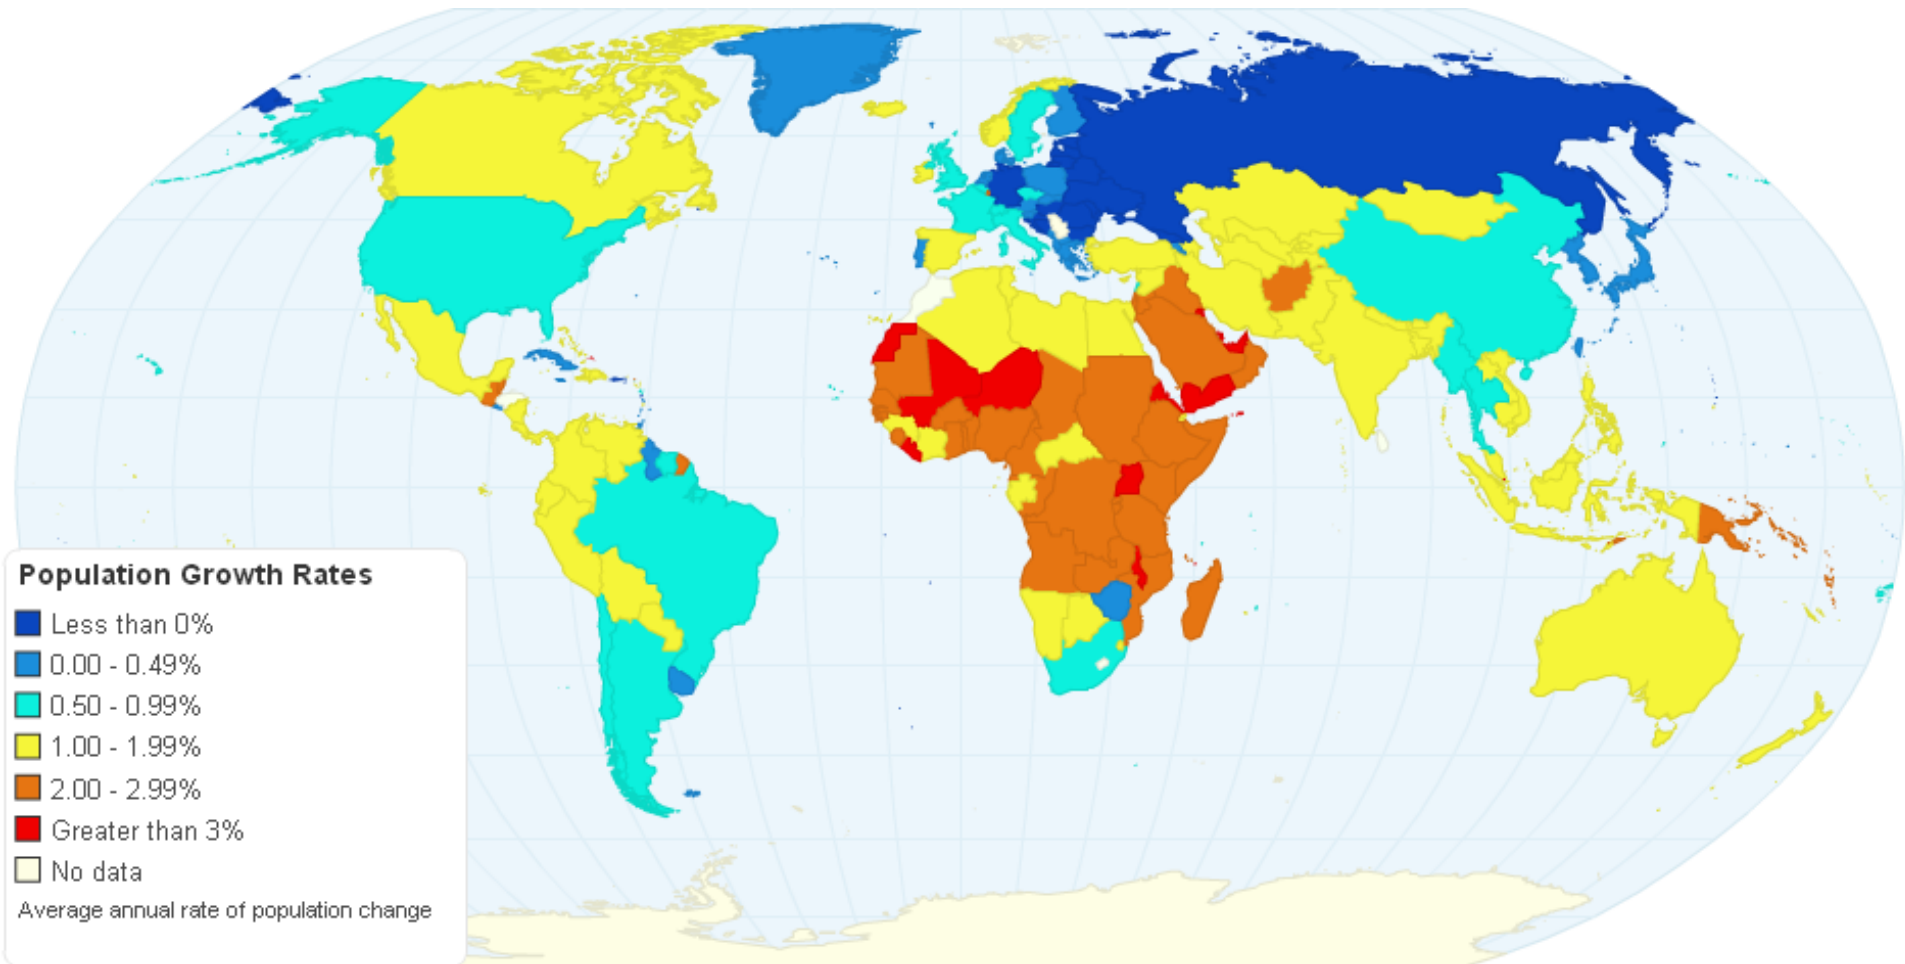 Population Growth Rates
Less than 0%
0.00 - 0.49%
0.50 - 0.99%
1.00 - 1.99%
2.00 - 2.99%
Greater than 3%
No data
Average annual rate of population change